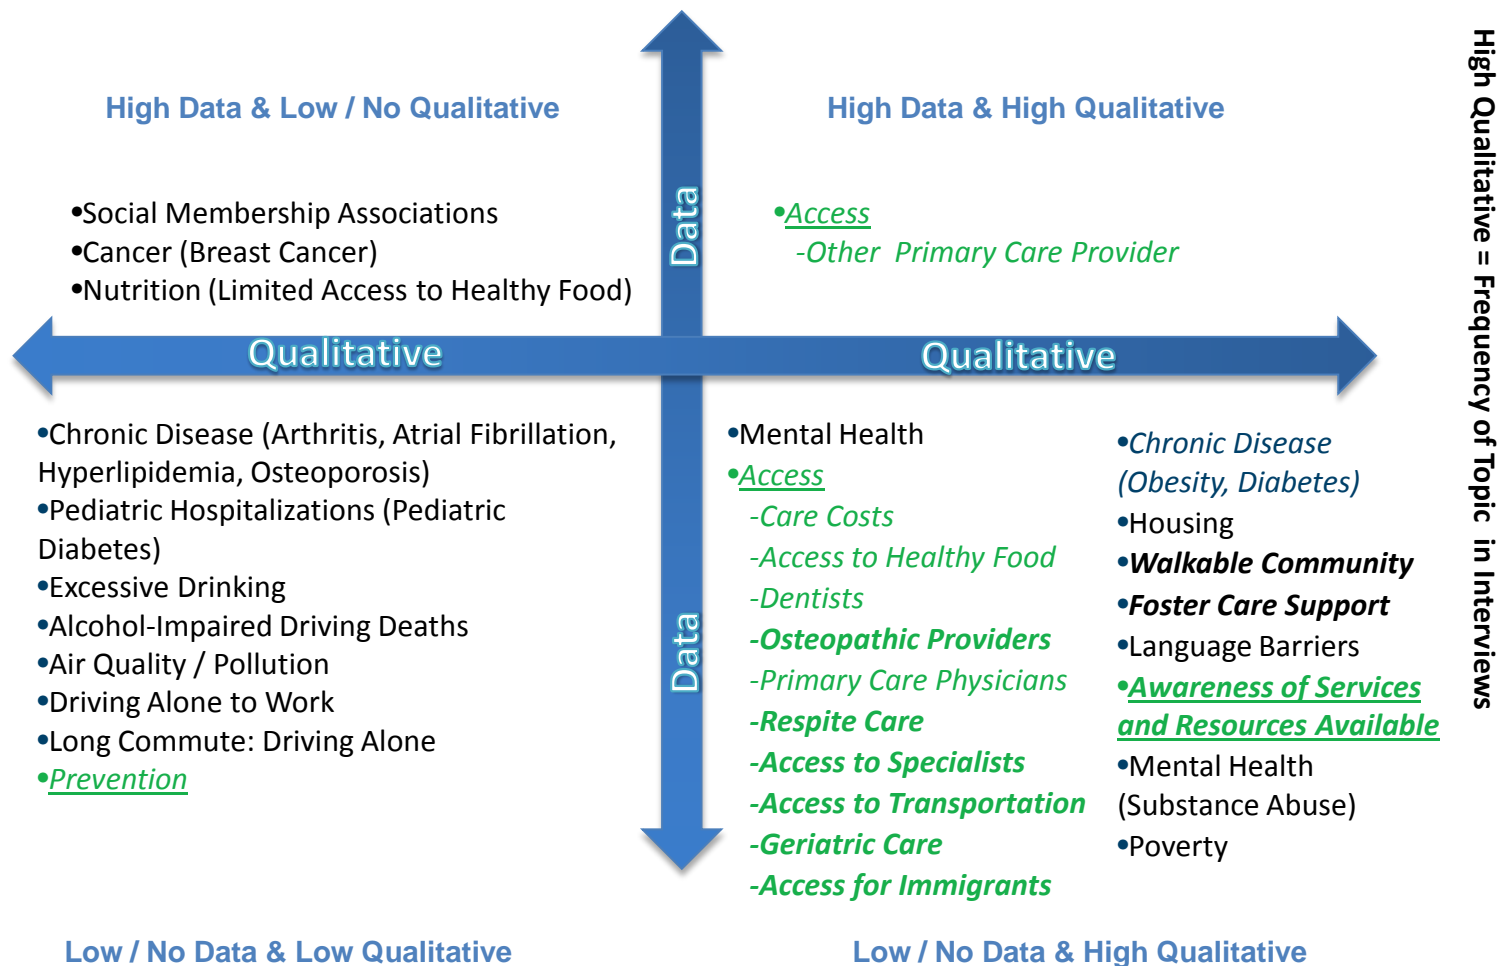 High Data & Low / No Qualitative
High Data & High Qualitative
•Social Membership Associations
•Cancer (Breast Cancer)
•Nutrition (Limited Access to Healthy Food)
Data
•Access
-Other Primary Care Provider
Qualitative
Qualitative
•Chronic Disease (Arthritis, Atrial Fibrillation,
Hyperlipidemia, Osteoporosis)
•Pediatric Hospitalizations (Pediatric
Diabetes)
•Excessive Drinking
•Alcohol-Impaired Driving Deaths
•Air Quality / Pollution
•Driving Alone to Work
•Long Commute: Driving Alone
•Prevention
Data
•Mental Health
•Access
-Care Costs
-Access to Healthy Food
-Dentists
-Osteopathic Providers
-Primary Care Physicians
-Respite Care
-Access to Specialists
-Access to Transportation
-Geriatric Care
-Access for Immigrants
•Chronic Disease
(Obesity, Diabetes)
•Housing
•Walkable Community
•Foster Care Support
•Language Barriers
•Awareness of Services
and Resources Available
•Mental Health
(Substance Abuse)
•Poverty
Low / No Data & Low Qualitative
Low / No Data & High Qualitative
High Qualitative = Frequency of Topic in Interviews